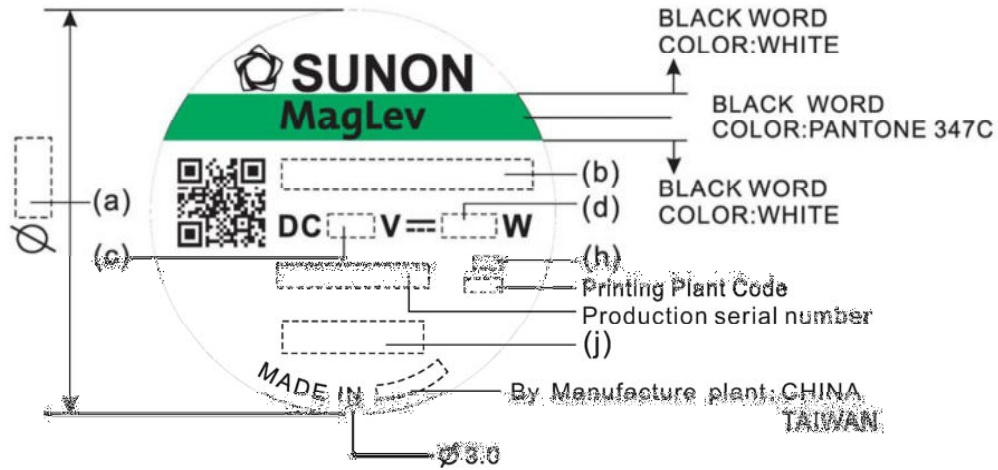 BLACK WORD
COLOR:WHITE
SUNON
MagLev
BLACK WORD
COLOR:PANTONE 347C
(a)
(b)
BLACK WORD
COLOR:WHITE
DC V W
(d)
(c)
(h)
Printing Plant Code
Production serial number
(j)
MADE IN
By Manufacture plant: CHINA
TAIWAN
Ø
Ø3.0